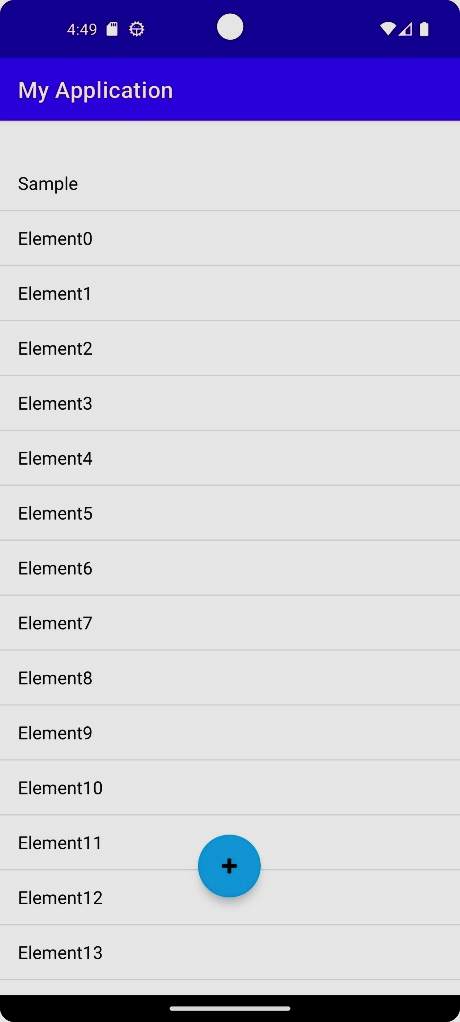 4:49
My Application
Sample
Element0
Element1
Element2
Element3
Element4
Element5
Element6
Element7
Element8
Element9
Element10
Element11
+
Element12
Element13